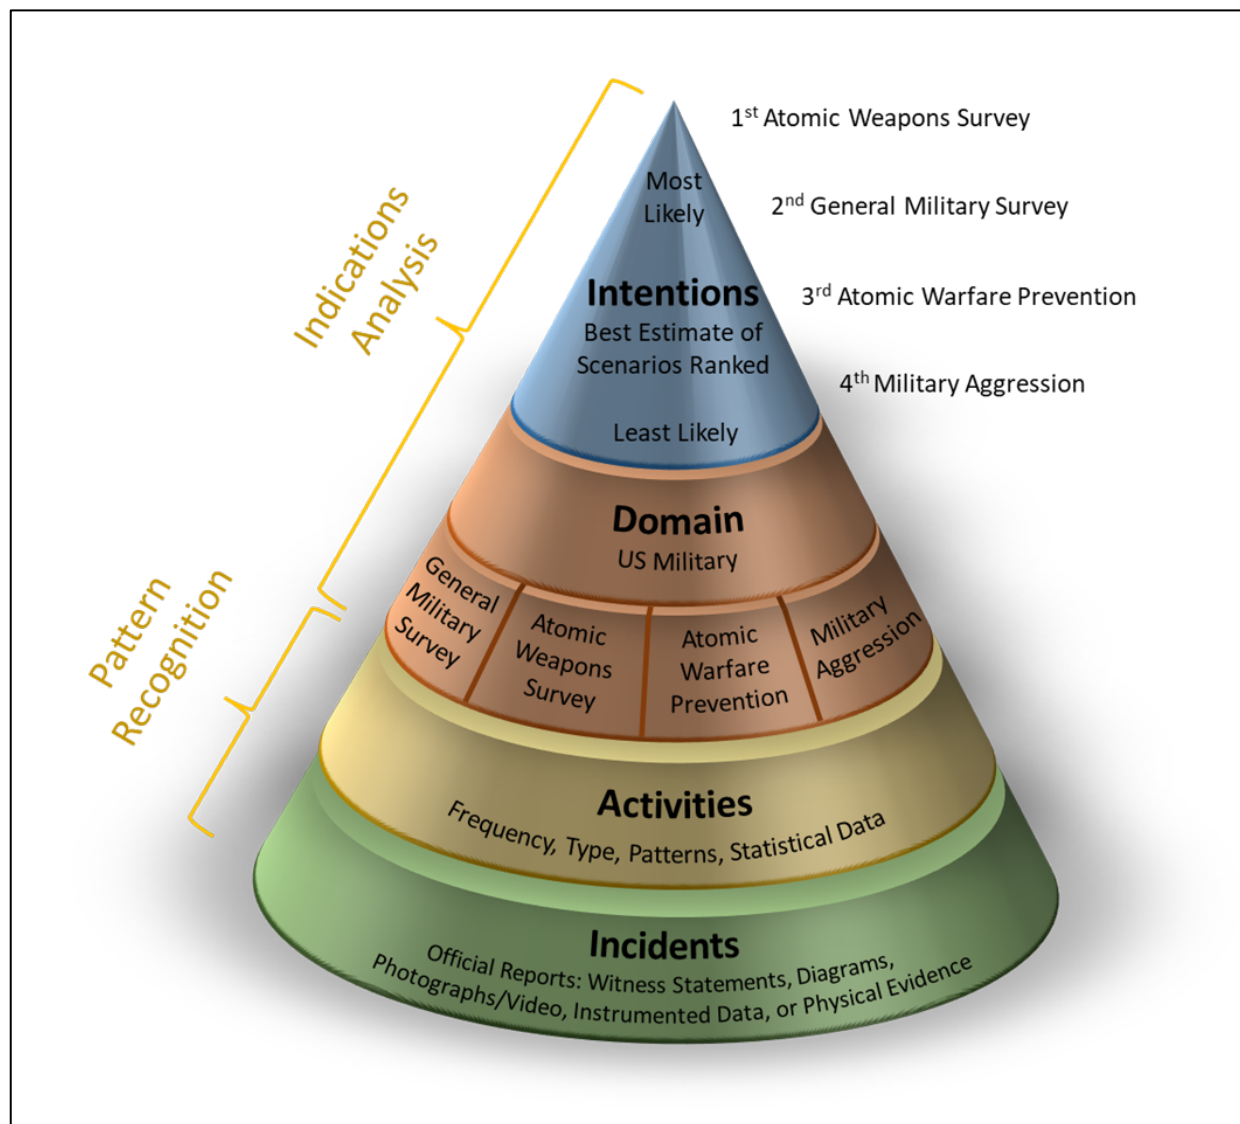 1st Atomic Weapons Survey
Most
Likely
2nd General Military Survey
Intentions
3rd Atomic Warfare Prevention
Best Estimate of
Scenarios Ranked
4th Military Aggression
Least Likely
Indications
Analysis
Domain
US Military
General
Military
Survey
Atomic
Weapons
Survey
Atomic
Warfare
Prevention
Military
Aggression
Pattern
Recognition
Activities
Frequency, Type, Patterns, Statistical Data
Incidents
Official Reports: Witness Statements, Diagrams,
Photographs/Video, Instrumented Data, or Physical Evidence